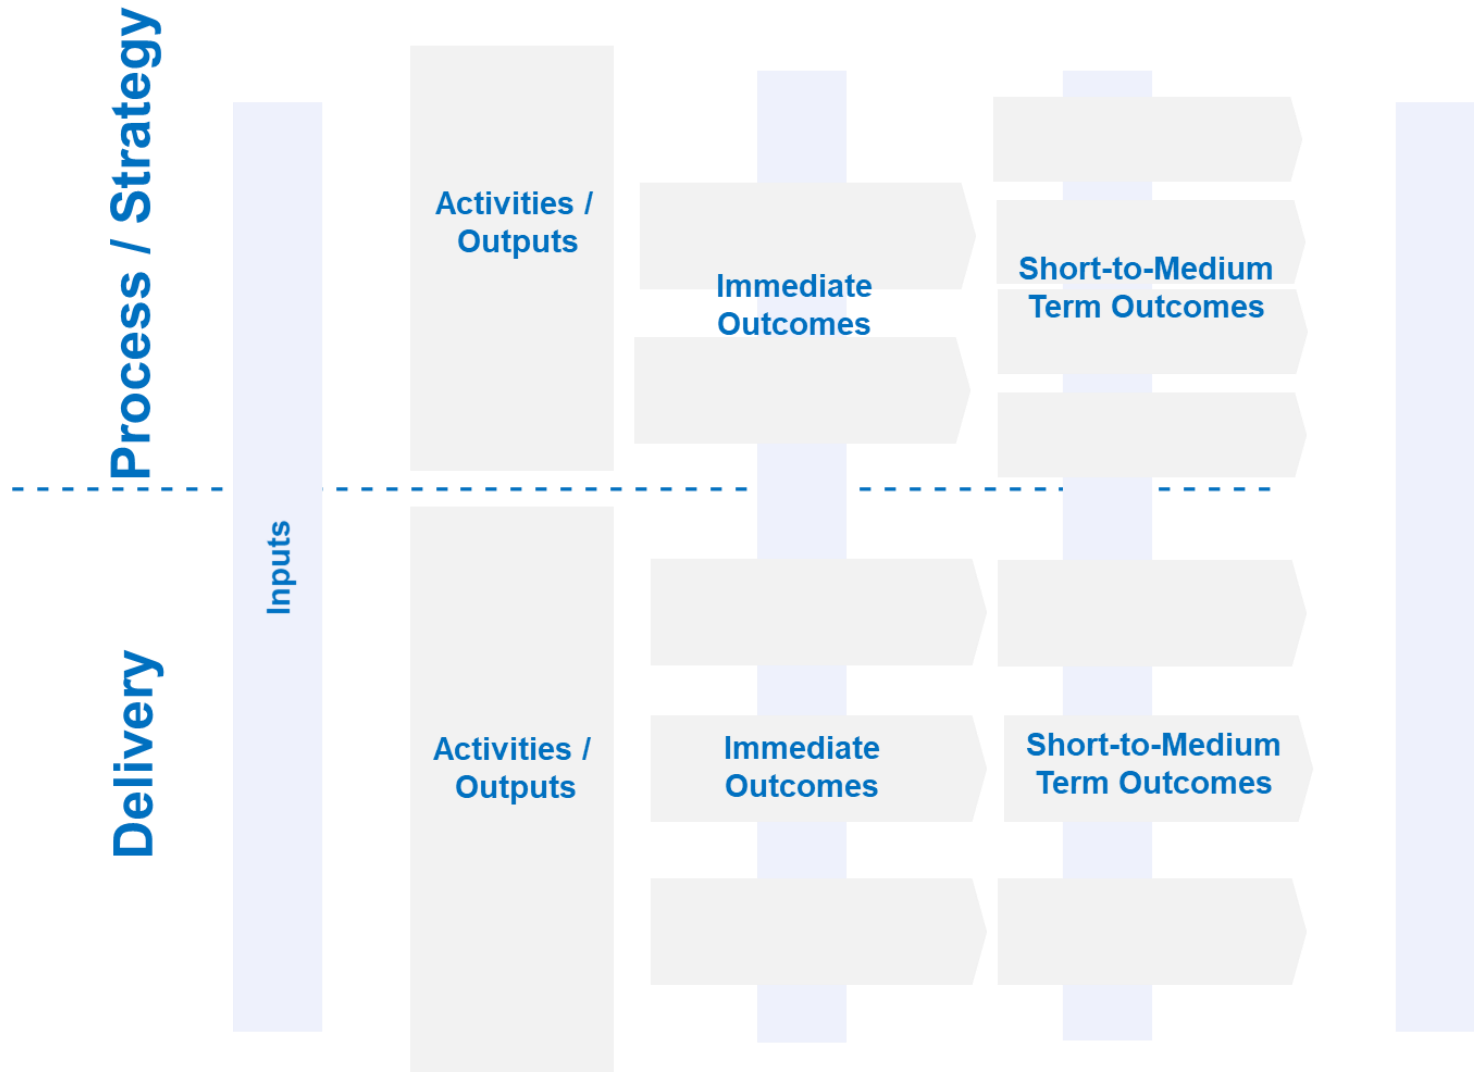 Process / Strategy
Activities /
Outputs
Immediate
Outcomes
Short-to-Medium
Term Outcomes
Inputs
Delivery
Activities /
Outputs
Immediate
Outcomes
Short-to-Medium
Term Outcomes